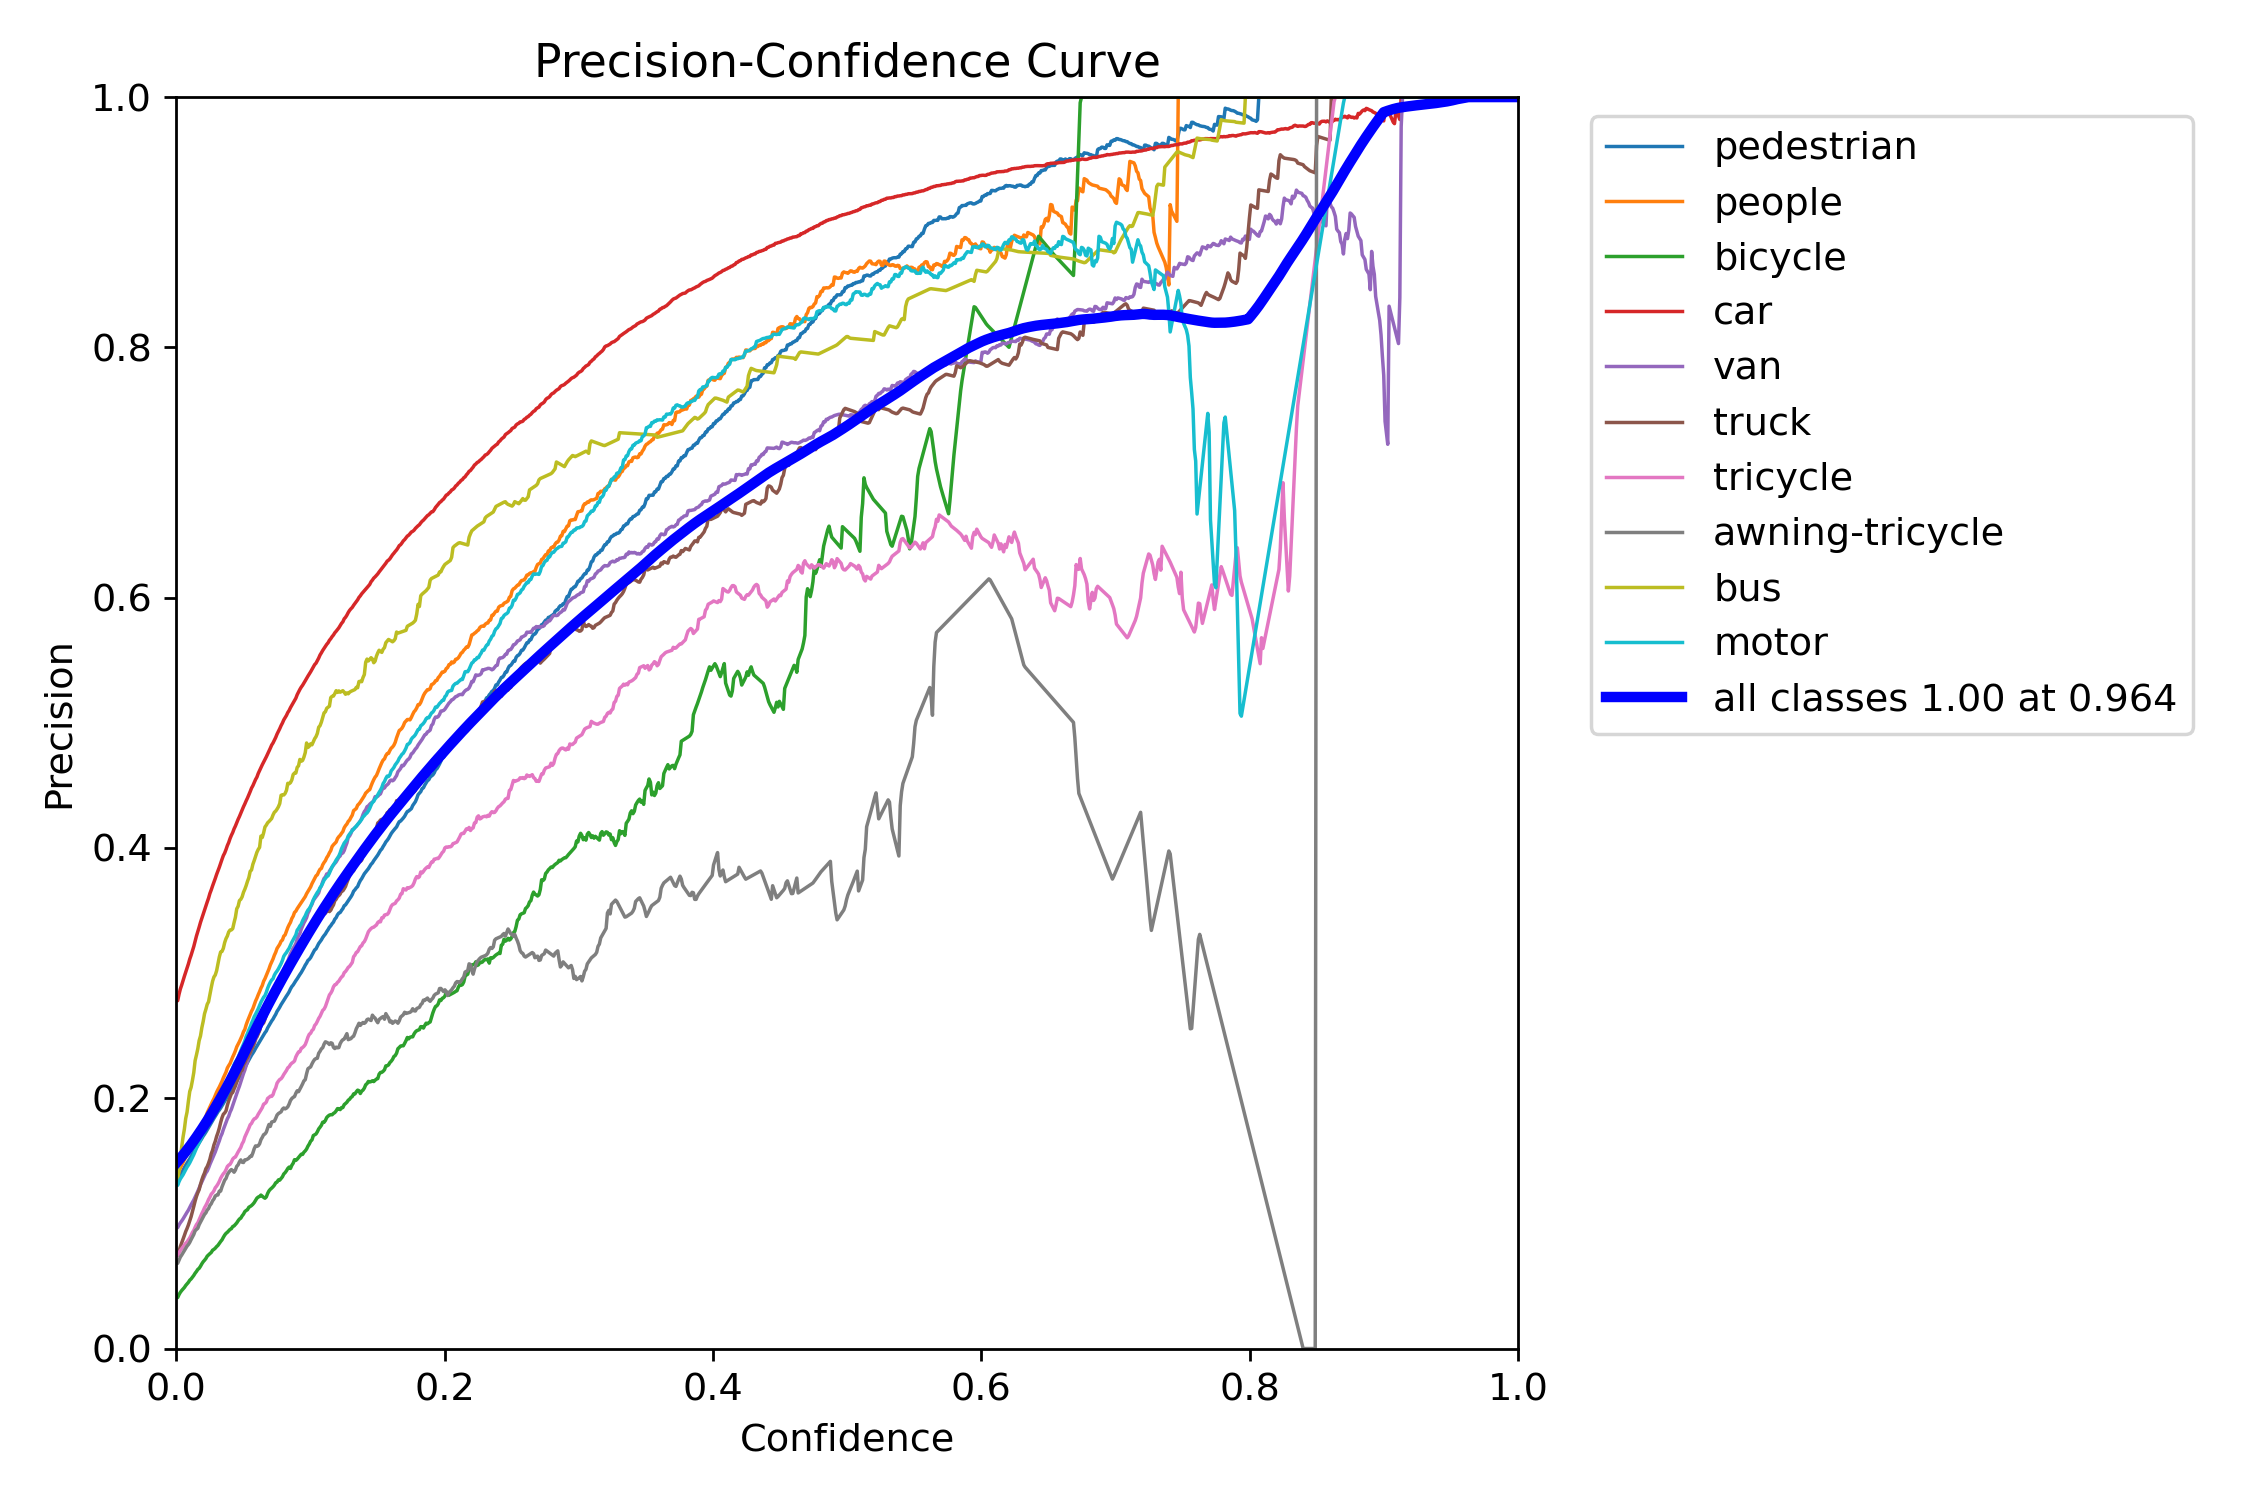 Precision-Confidence Curve
1.0
0.8
0.6
0.4
0.2
0.0
Precision
0.0 0.2 0.4 0.6 0.8 1.0
Confidence
pedestrian
people
bicycle
car
van
truck
tricycle
awning-tricycle
bus
motor
all classes 1.00 at 0.964